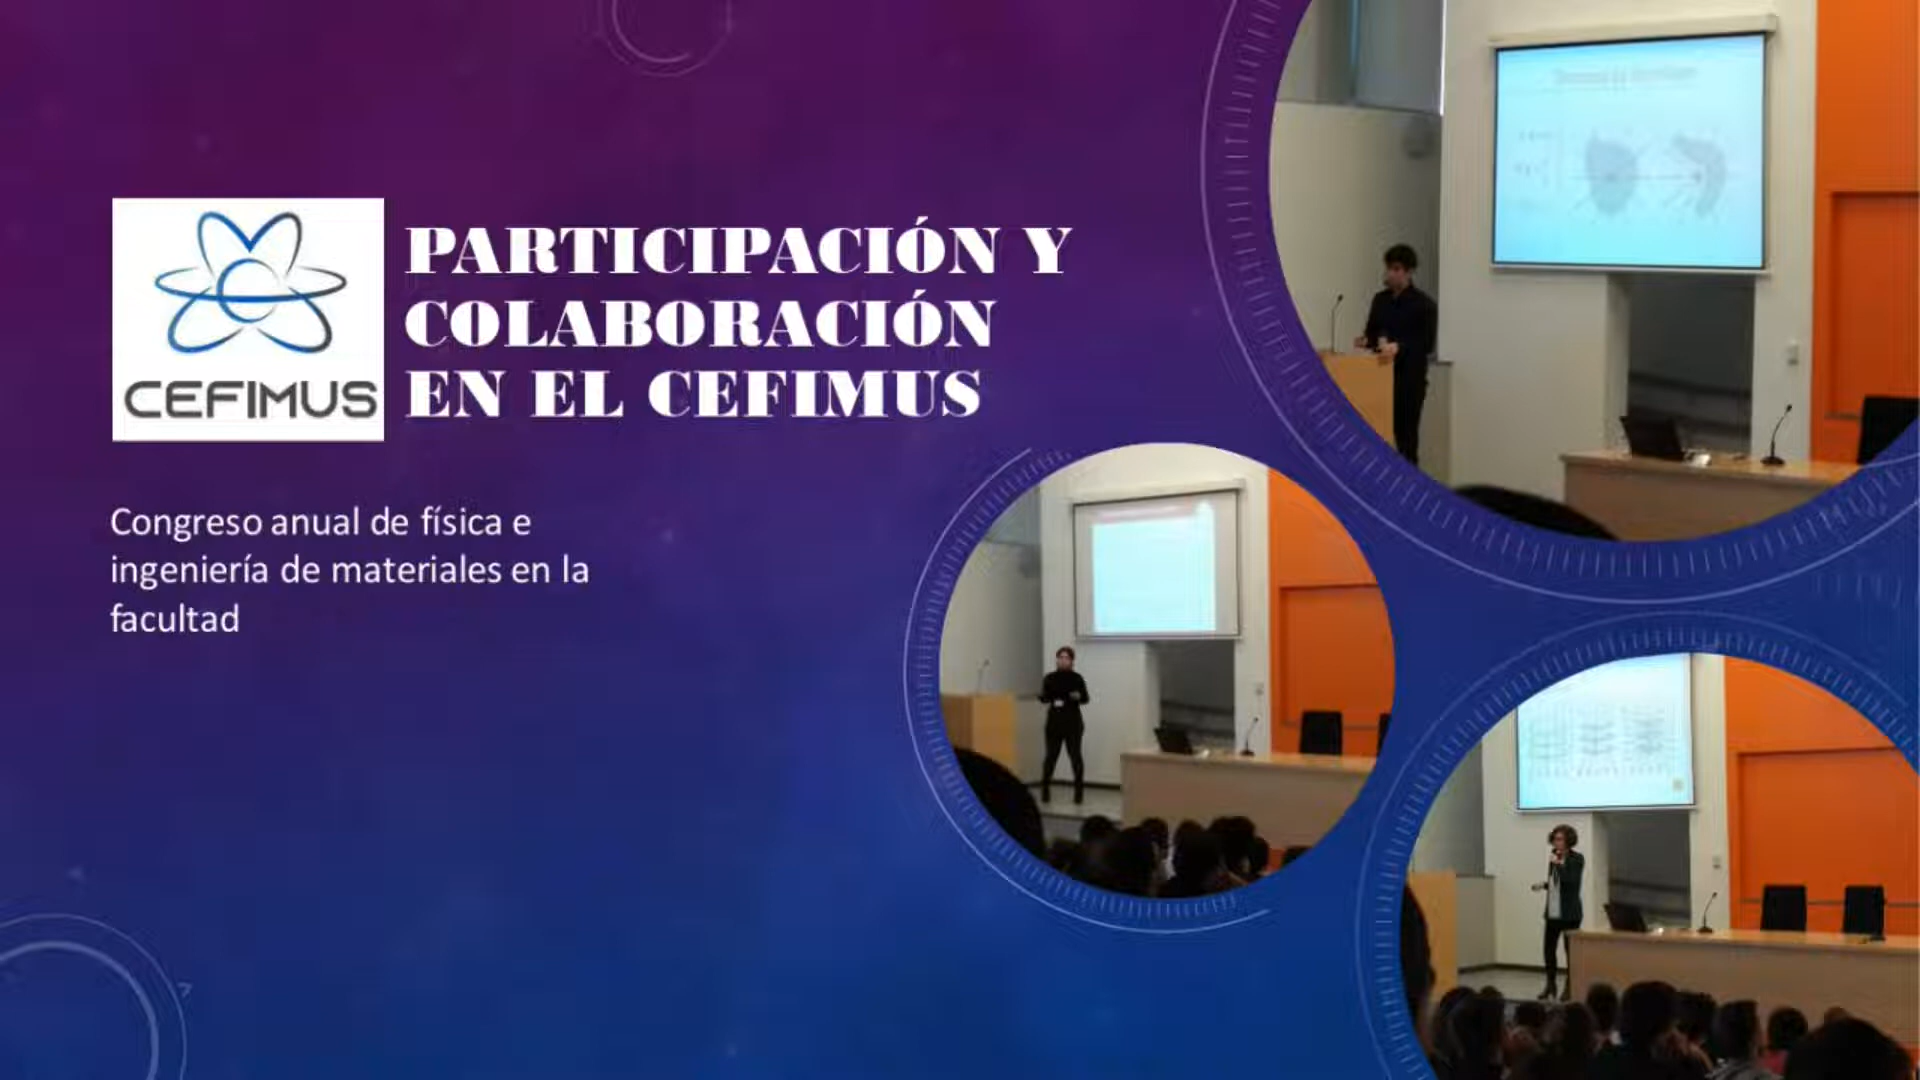 CEFIMUS
PARTICIPACIÓN Y
COLABORACIÓN
EN EL CEFIMUS
Congreso anual de física e
ingeniería de materiales en la
facultad